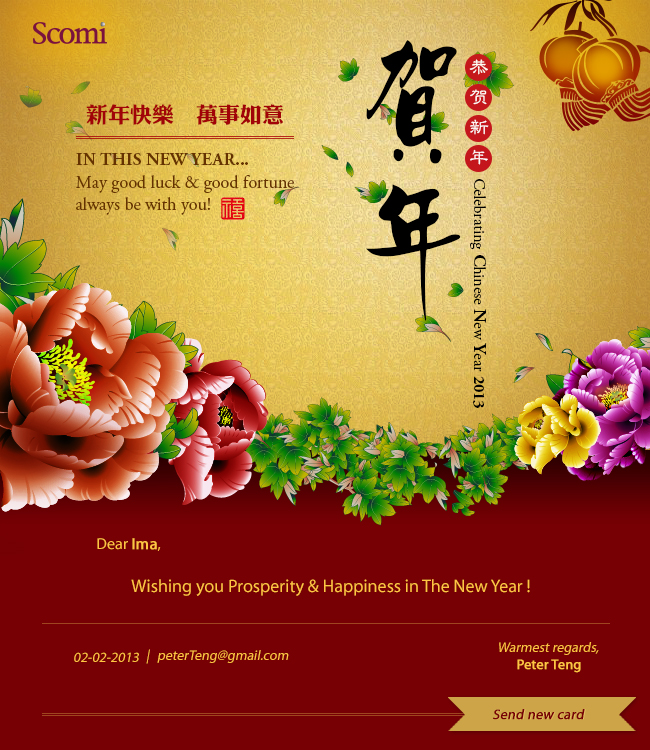 Scomi
新年快樂 萬事如意
IN THIS NEW YEAR...
May good luck & good fortune
always be with you! 福
賀年
恭贺新年
Celebrating Chinese New Year 2013
Dear Ima,
Wishing you Prosperity & Happiness in The New Year !
02-02-2013 | peterTeng@gmail.com
Warmest regards,
Peter Teng
Send new card